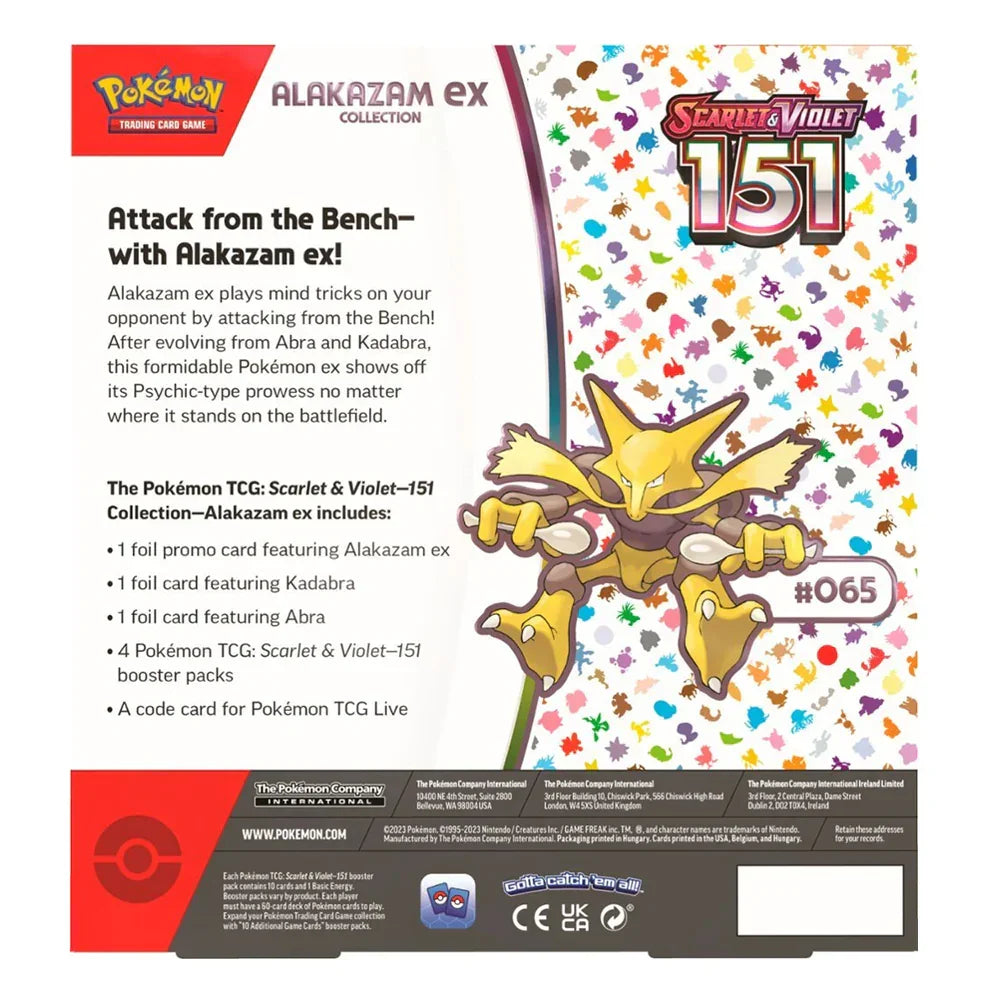 POKéMON
TRADING CARD GAME
ALAKAZAM ex
COLLECTION
SCARLET & VIOLET
151
Attack from the Bench—
with Alakazam ex!
Alakazam ex plays mind tricks on your
opponent by attacking from the Bench!
After evolving from Abra and Kadabra,
this formidable Pokémon ex shows off
its Psychic-type prowess no matter
where it stands on the battlefield.
The Pokémon TCG: Scarlet & Violet—151
Collection—Alakazam ex includes:
• 1 foil promo card featuring Alakazam ex
• 1 foil card featuring Kadabra
• 1 foil card featuring Abra
• 4 Pokémon TCG: Scarlet & Violet—151
booster packs
• A code card for Pokémon TCG Live
#065
The Pokémon Company
INTERNATIONAL
The Pokémon Company International
10400 NE 4th Street, Suite 2800
Bellevue, WA 98004 USA
The Pokémon Company International
3rd Floor Building 10, Chiswick Park, 566 Chiswick High Road
London, W4 5XS United Kingdom
The Pokémon Company International Ireland Limited
3rd Floor, 2 Central Plaza, Dame Street
Dublin 2, D02 T0X4, Ireland
WWW.POKEMON.COM
©2023 Pokémon. ©1995-2023 Nintendo / Creatures Inc. / GAME FREAK inc. TM, ®, and character names are trademarks of Nintendo.
Manufactured by The Pokémon Company International. Packaging printed in Hungary. Cards printed in the USA, Belgium, and Hungary.
Retain these addresses
for your records.
Each Pokémon TCG: Scarlet & Violet—151 booster
pack contains 10 cards and 1 Basic Energy.
Booster packs vary by product. Each player
must have a 60-card deck of Pokémon cards to play.
Expand your Pokémon Trading Card Game collection
with "10 Additional Game Cards" booster packs.
Gotta catch 'em all!
CE
UK
CA